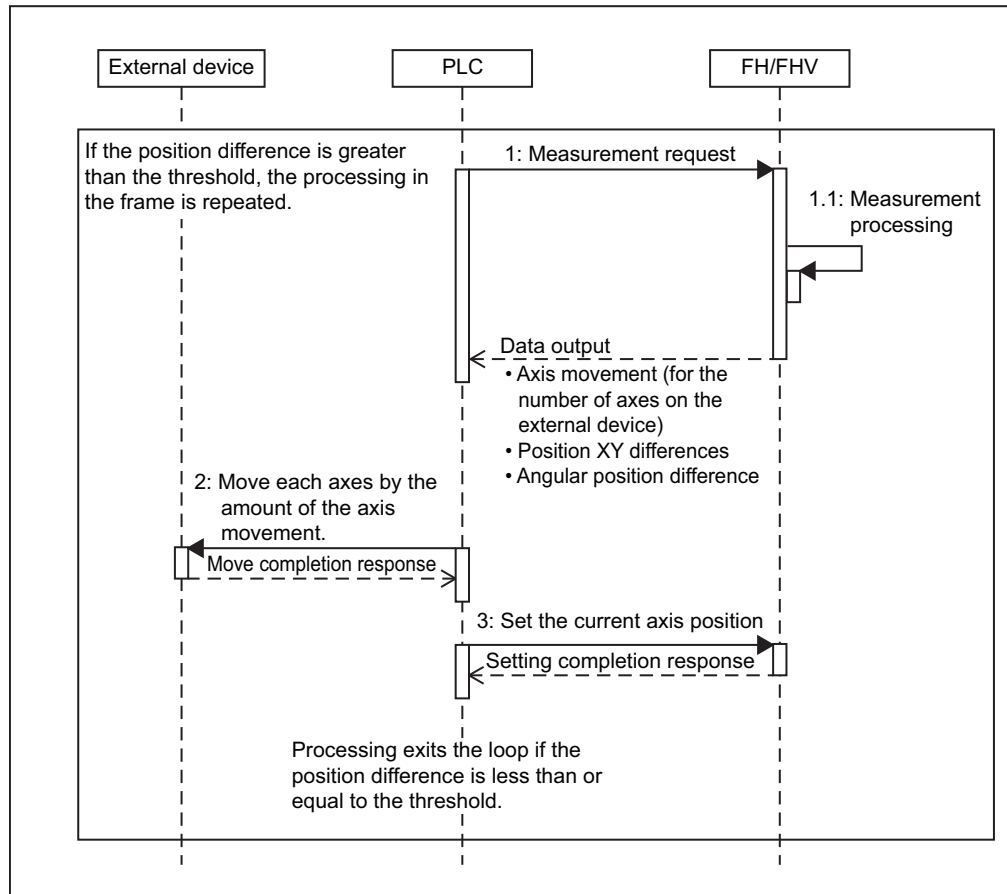 External device
PLC
FH/FHV
If the position difference is greater
than the threshold, the processing in
the frame is repeated.
1: Measurement request
1.1: Measurement
processing
Data output
• Axis movement (for the
number of axes on the
external device)
• Position XY differences
• Angular position difference
2: Move each axes by the
amount of the axis
movement.
Move completion response
3: Set the current axis position
Setting completion response
Processing exits the loop if the
position difference is less than or
equal to the threshold.